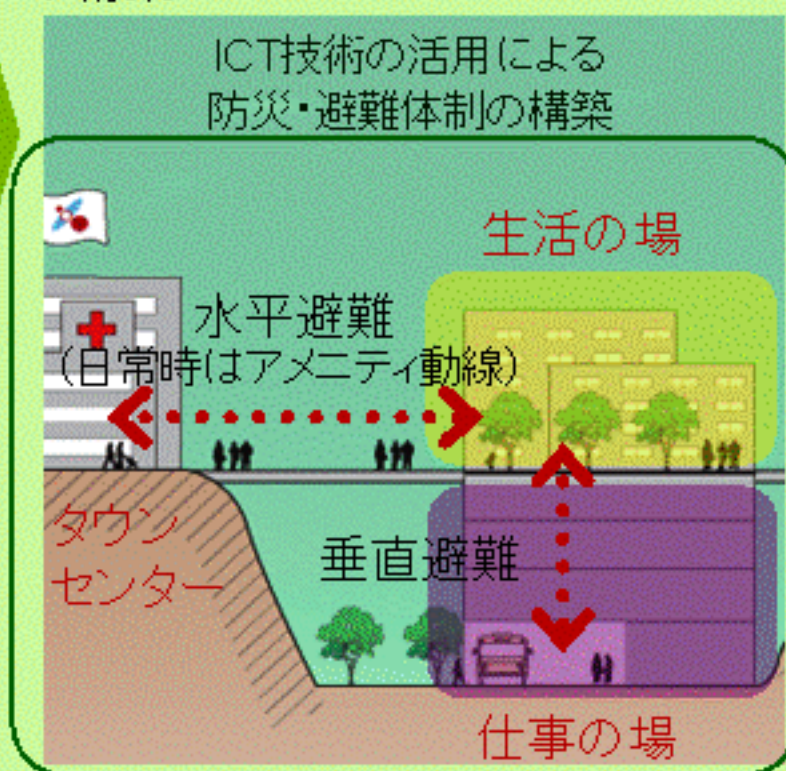 ICT技術の活用による
防災・避難体制の構築
生活の場
水平避難
(日常時はアメニティ動線)
タウン
センター
垂直避難
仕事の場